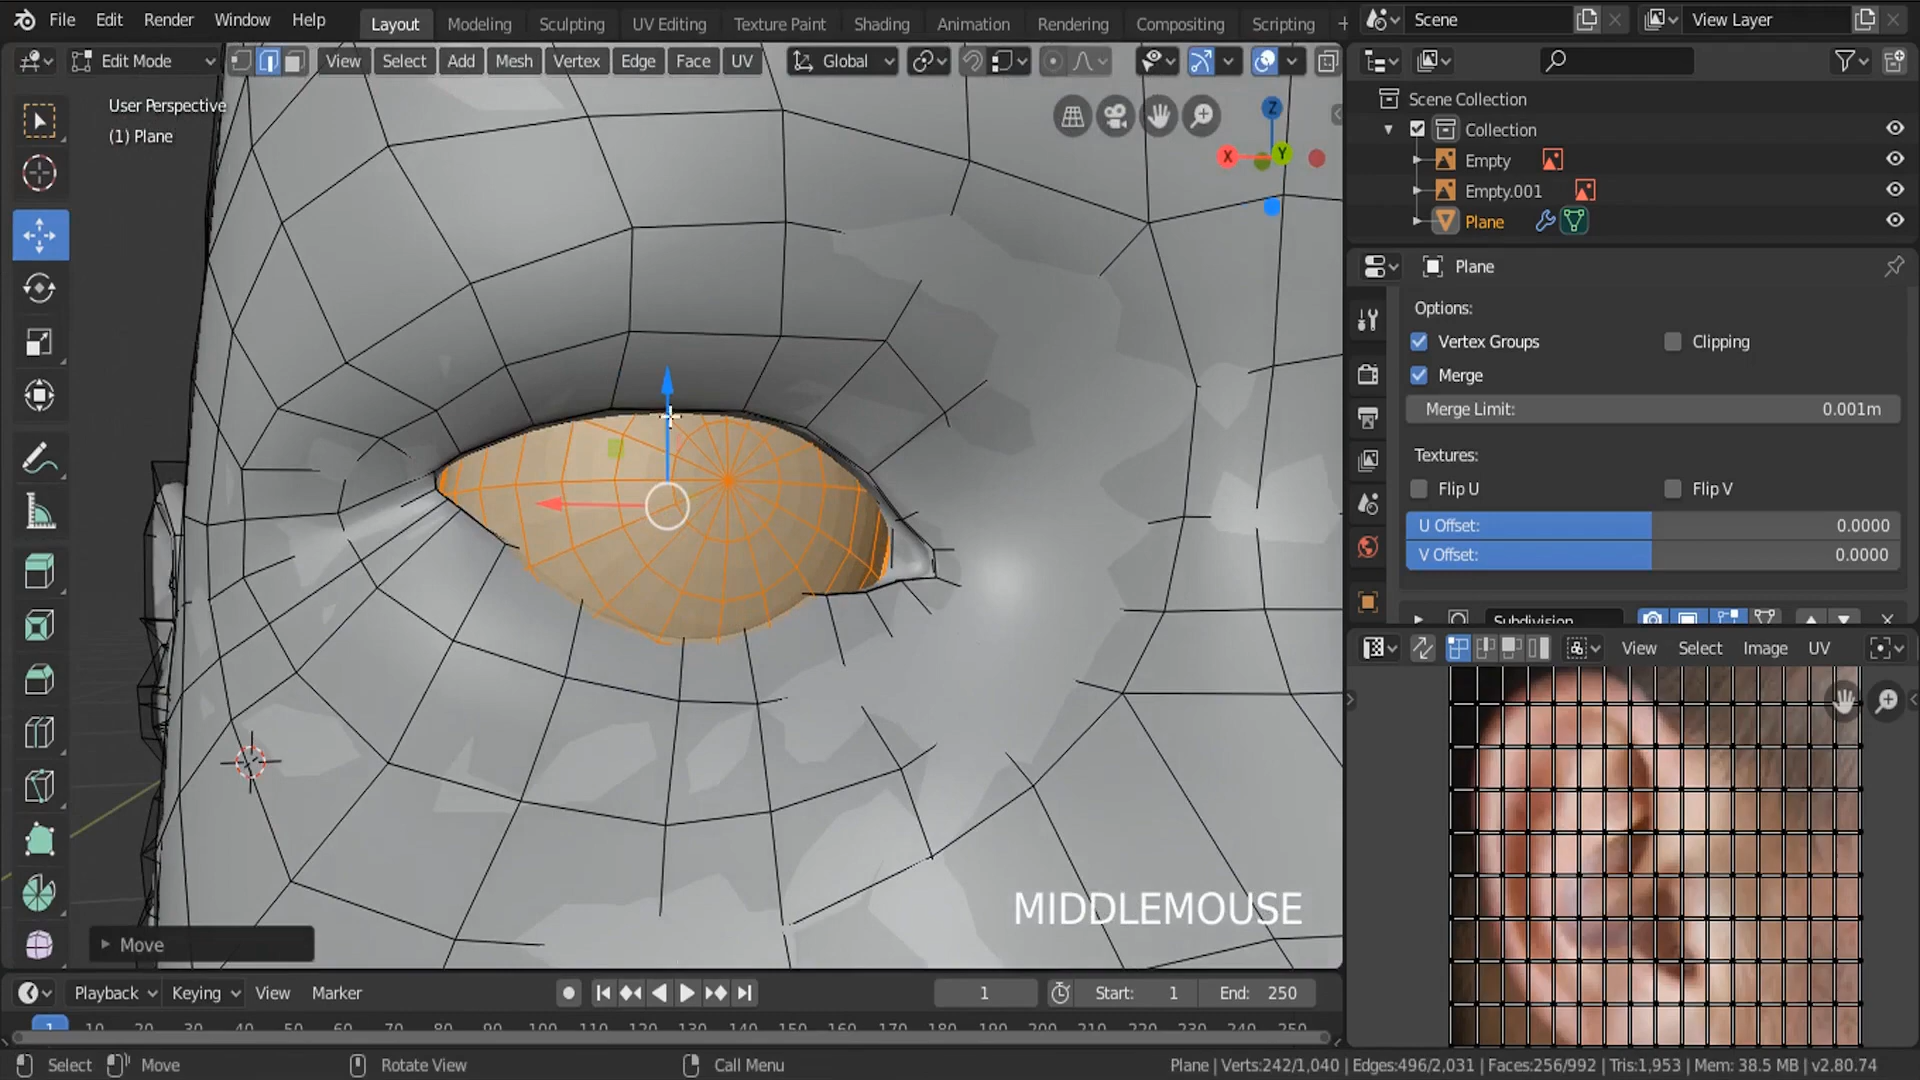 File Edit Render Window Help
Layout Modeling Sculpting UV Editing Texture Paint Shading Animation Rendering Compositing Scripting +
Scene
View Layer
Edit Mode View Select Add Mesh Vertex Edge Face UV Global
User Perspective
(1) Plane
Z
X Y
Scene Collection
Collection
Empty
Empty.001
Plane
Plane
Options:
Vertex Groups Clipping
Merge
Merge Limit: 0.001m
Textures:
Flip U Flip V
U Offset: 0.0000
V Offset: 0.0000
Subdivision
View Select Image UV
MIDDLEMOUSE
Move
Playback Keying View Marker
1 Start: 1 End: 250
1 10 20 30 40 50 60 70 80 90 100 110 120 130 140 150 160 170 180 190 200 210 220 230 240 250
Select Move Rotate View Call Menu
Plane | Verts:242/1,040 | Edges:496/2,031 | Faces:256/992 | Tris:1,953 | Mem: 38.5 MB | v2.80.74